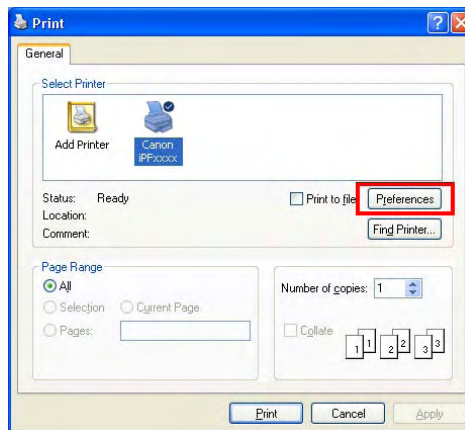 Print
General
Select Printer
Add Printer
Canon
iPFxxxx
Status: Ready
Print to file
Preferences
Location:
Comment:
Find Printer...
Page Range
All
Selection
Current Page
Pages:
Number of copies: 1
Collate
1 1 2 2 3 3
Print Cancel Apply